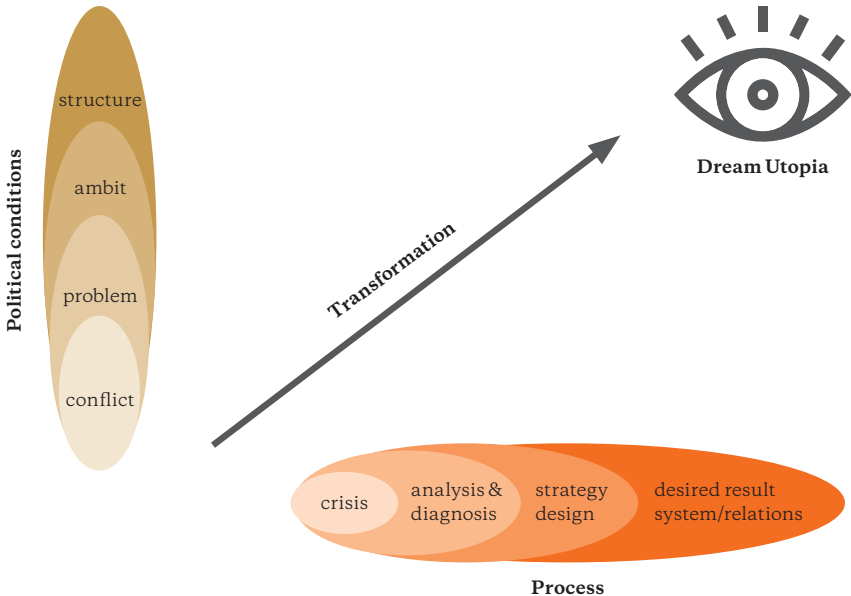 structure
ambit
problem
conflict
Political conditions
Transformation
Dream Utopia
crisis
analysis &
diagnosis
strategy
design
desired result
system/relations
Process